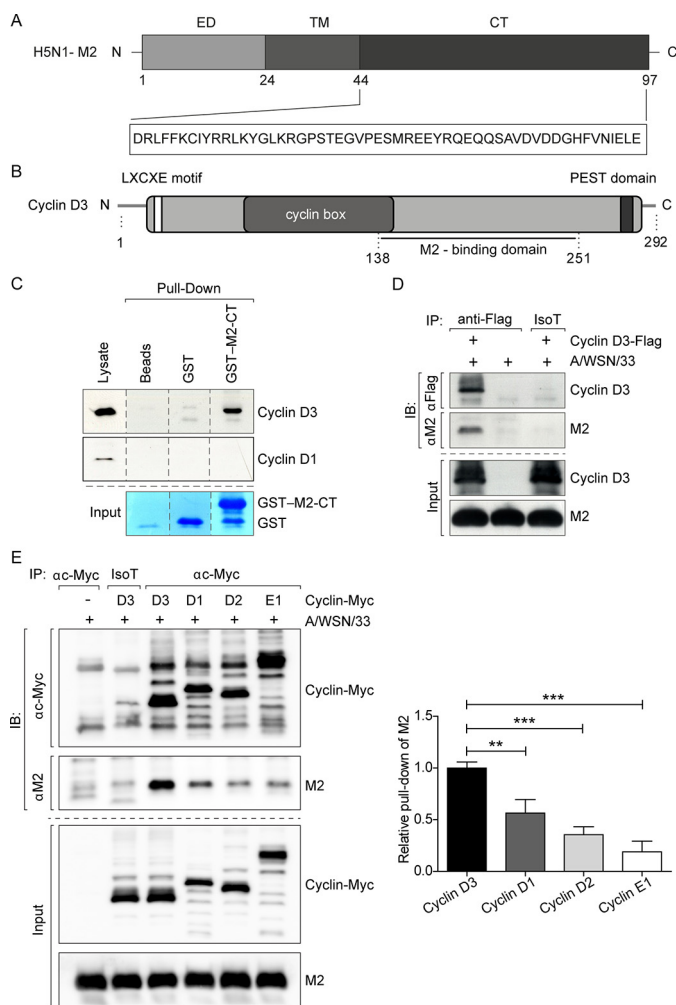 A
ED TM CT
H5N1- M2 N C
1 24 44 97
DRLFFKCIYRRLKYGLKRGPSTEGVPESMREEYRQEQQSAVDVDDGHFVNIELE
B
LXCXE motif PEST domain
Cyclin D3 N cyclin box C
1 138 M2 - binding domain 251 292
C
Pull-Down
Lysate Beads GST GST–M2-CT
Cyclin D3
Cyclin D1
Input GST–M2-CT
GST
D
IP: anti-Flag IsoT
+ + Cyclin D3-Flag
+ + + A/WSN/33
IB: αFlag Cyclin D3
αM2 M2
Input Cyclin D3
M2
E
IP: αc-Myc IsoT αc-Myc
- D3 D3 D1 D2 E1 Cyclin-Myc
+ + + + + + A/WSN/33
IB: αc-Myc Cyclin-Myc
αM2 M2
Input Cyclin-Myc
M2
Relative pull-down of M2
1.5
1.0
0.5
0.0
***
***
**
Cyclin D3 Cyclin D1 Cyclin D2 Cyclin E1